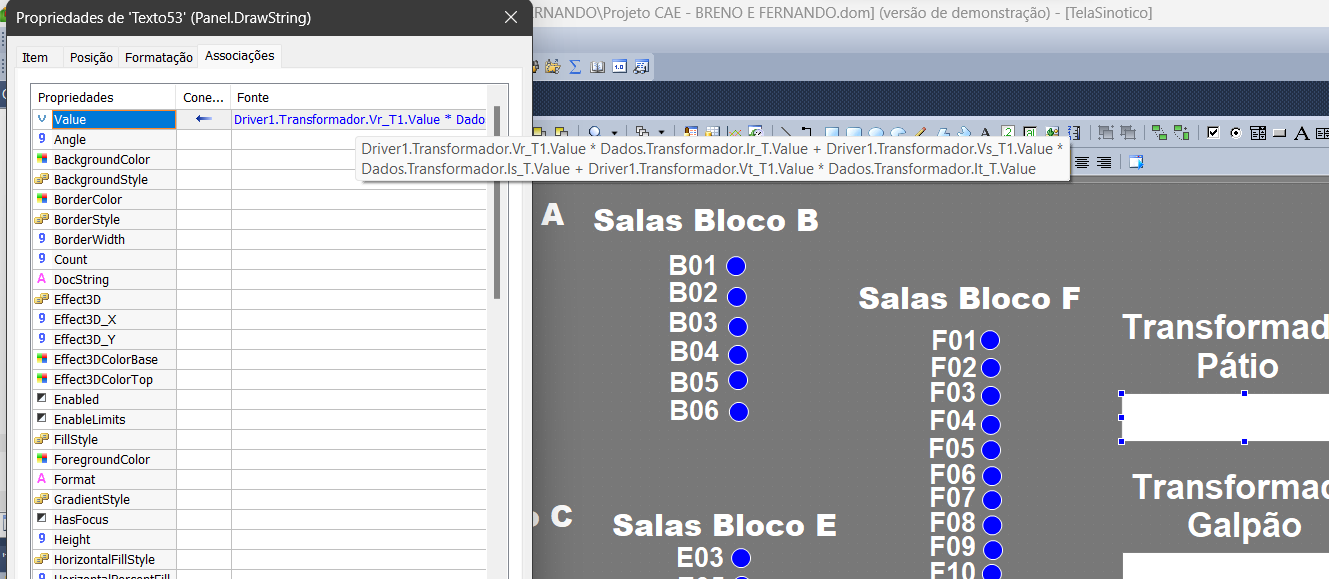 Propriedades de 'Texto53' (Panel.DrawString)
ERNANDO\Projeto CAE - BRENO E FERNANDO.dom] (versão de demonstração) - [TelaSinotico]
Item
Posição
Formatação
Associações
Propriedades
Cone...
Fonte
Value
Driver1.Transformador.Vr_T1.Value * Dado
Angle
BackgroundColor
BackgroundStyle
BorderColor
BorderStyle
BorderWidth
Count
DocString
Effect3D
Effect3D_X
Effect3D_Y
Effect3DColorBase
Effect3DColorTop
Enabled
EnableLimits
FillStyle
ForegroundColor
Format
GradientStyle
HasFocus
Height
HorizontalFillStyle
HorizontalPercentFill
Driver1.Transformador.Vr_T1.Value * Dados.Transformador.Ir_T.Value + Driver1.Transformador.Vs_T1.Value *
Dados.Transformador.Is_T.Value + Driver1.Transformador.Vt_T1.Value * Dados.Transformador.It_T.Value
A
Salas Bloco B
B01
B02
B03
B04
B05
B06
Salas Bloco F
F01
F02
F03
F04
F05
F06
F07
F08
F09
F10
Transformad
Pátio
Transformad
Galpão
o C
Salas Bloco E
E03